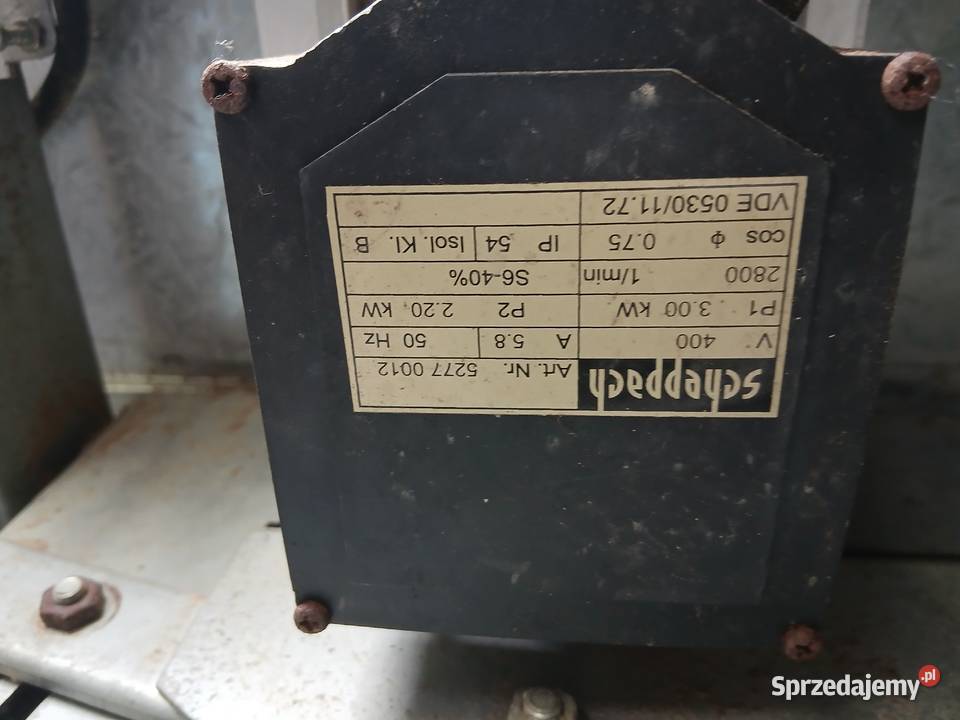 scheppach Art. Nr. 5277 0012
V 400 A 5.8 50 Hz
P1 3.00 kW P2 2.20 kW
2800 1/min S6-40%
cos Φ 0.75 IP 54 Isol. Kl. B
VDE 0530/11.72
Sprzedajemy.pl